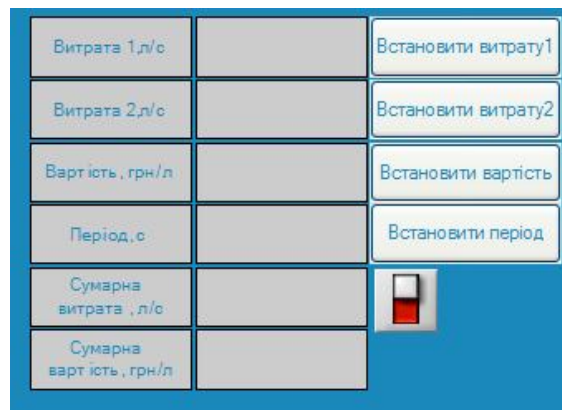 Витрата 1,л/с
Встановити витрату1
Витрата 2,л/с
Встановити витрату2
Вартість, грн/л
Встановити вартість
Період,с
Встановити період
Сумарна
витрата ,л/с
Сумарна
вартість, грн/л